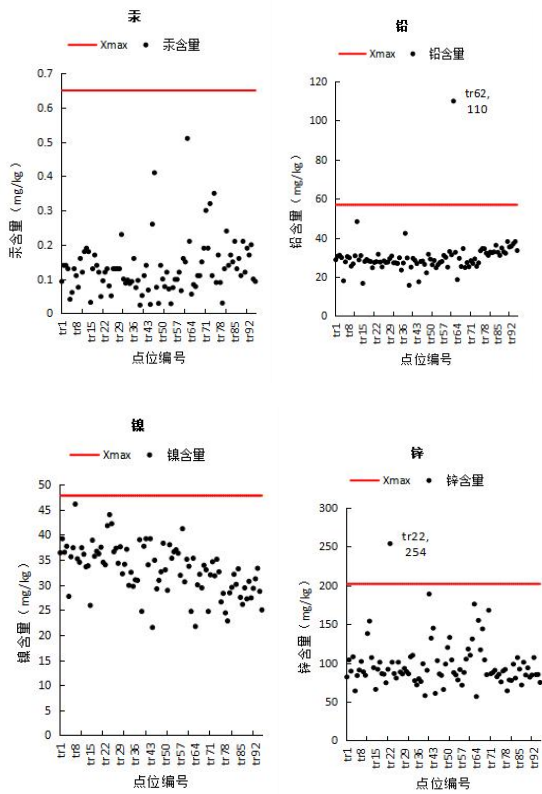 汞
Xmax 汞含量
汞含量（mg/kg）
0.7
0.6
0.5
0.4
0.3
0.2
0.1
0
tr1 tr8 tr15 tr22 tr29 tr36 tr43 tr50 tr57 tr64 tr71 tr78 tr85 tr92
点位编号
铅
Xmax 铅含量
铅含量（mg/kg）
120
100
80
60
40
20
0
tr62,
110
tr1 tr8 tr15 tr22 tr29 tr36 tr43 tr50 tr57 tr64 tr71 tr78 tr85 tr92
点位编号
镍
Xmax 镍含量
镍含量（mg/kg）
50
45
40
35
30
25
20
15
10
5
0
tr1 tr8 tr15 tr22 tr29 tr36 tr43 tr50 tr57 tr64 tr71 tr78 tr85 tr92
点位编号
锌
Xmax 锌含量
锌含量（mg/kg）
300
250
200
150
100
50
0
tr22,
254
tr1 tr8 tr15 tr22 tr29 tr36 tr43 tr50 tr57 tr64 tr71 tr78 tr85 tr92
点位编号